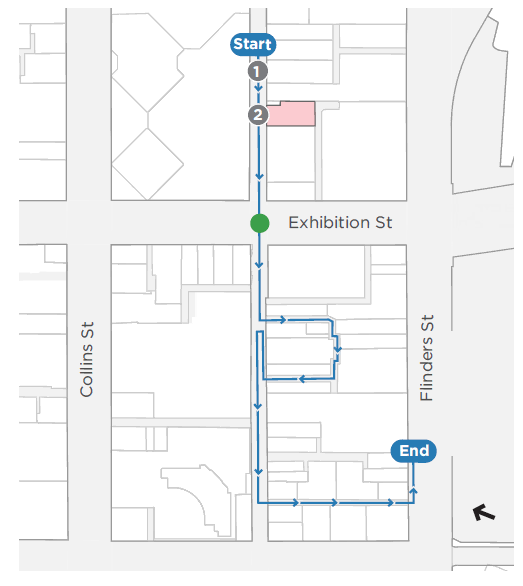 Start
1
2
Exhibition St
Collins St
Flinders St
End